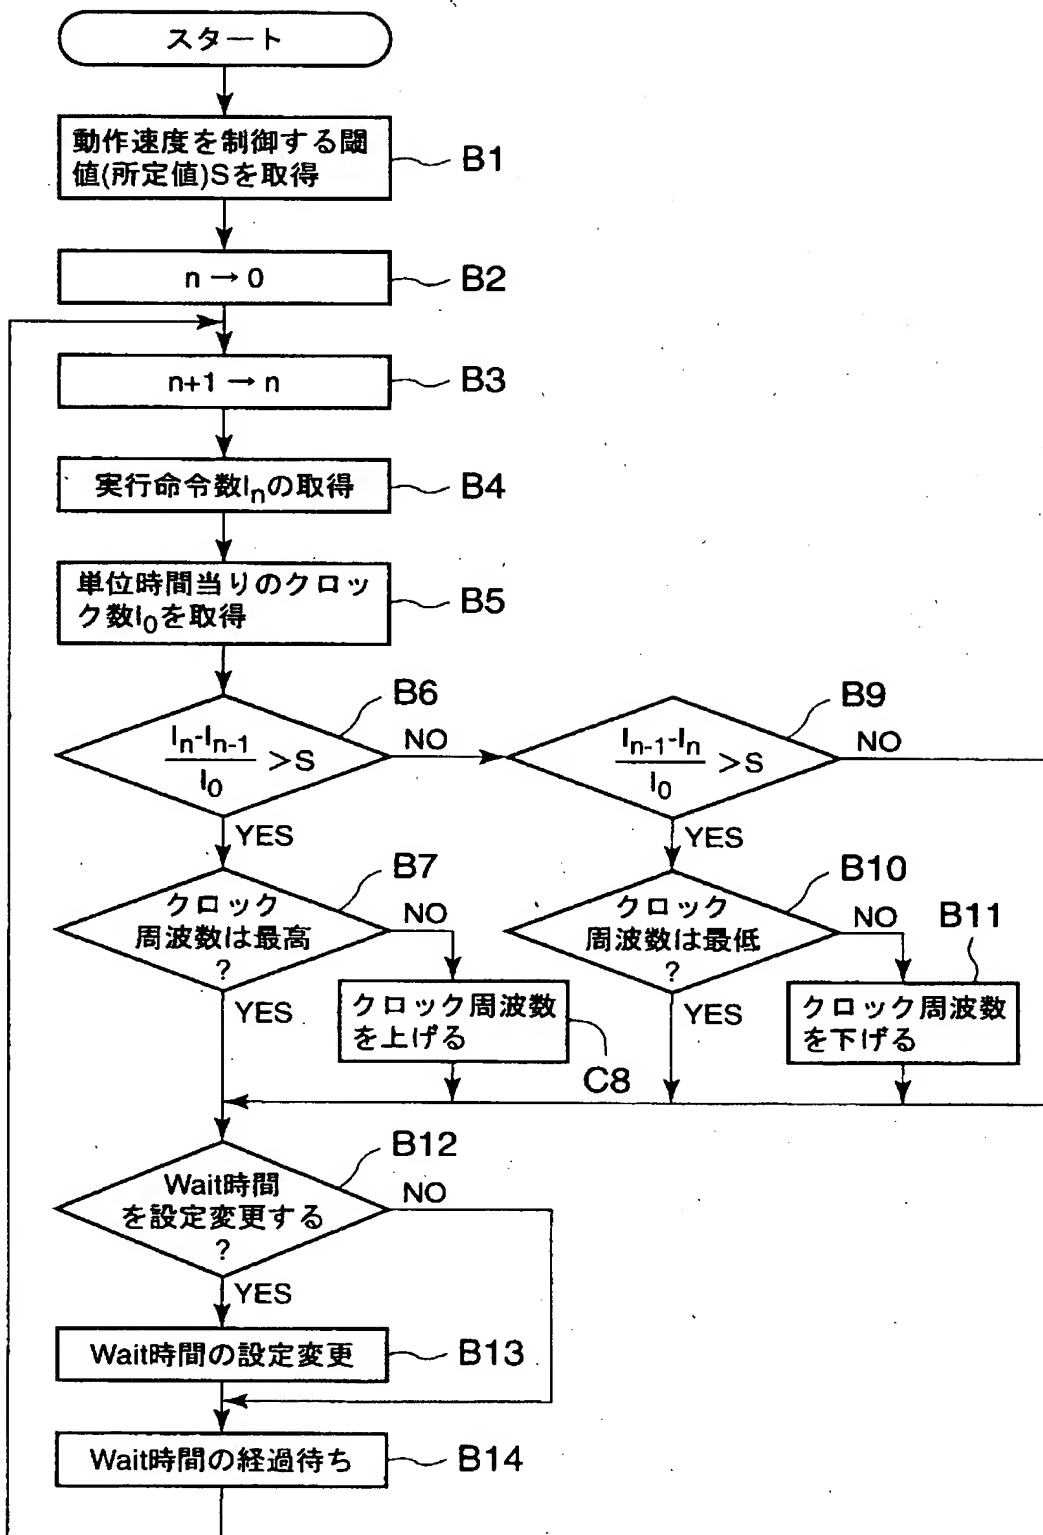 スタート
動作速度を制御する閾
値(所定値)Sを取得
B1
n → 0
B2
n+1 → n
B3
実行命令数Inの取得
B4
単位時間当りのクロッ
ク数I0を取得
B5
B6
In-In-1
I0
>S
NO
YES
B9
In-1-In
I0
>S
NO
YES
B7
クロック
周波数は最高
?
NO
YES
クロック周波数
を上げる
C8
B10
クロック
周波数は最低
?
NO
YES
B11
クロック周波数
を下げる
B12
Wait時間
を設定変更する
?
NO
YES
Wait時間の設定変更
B13
Wait時間の経過待ち
B14